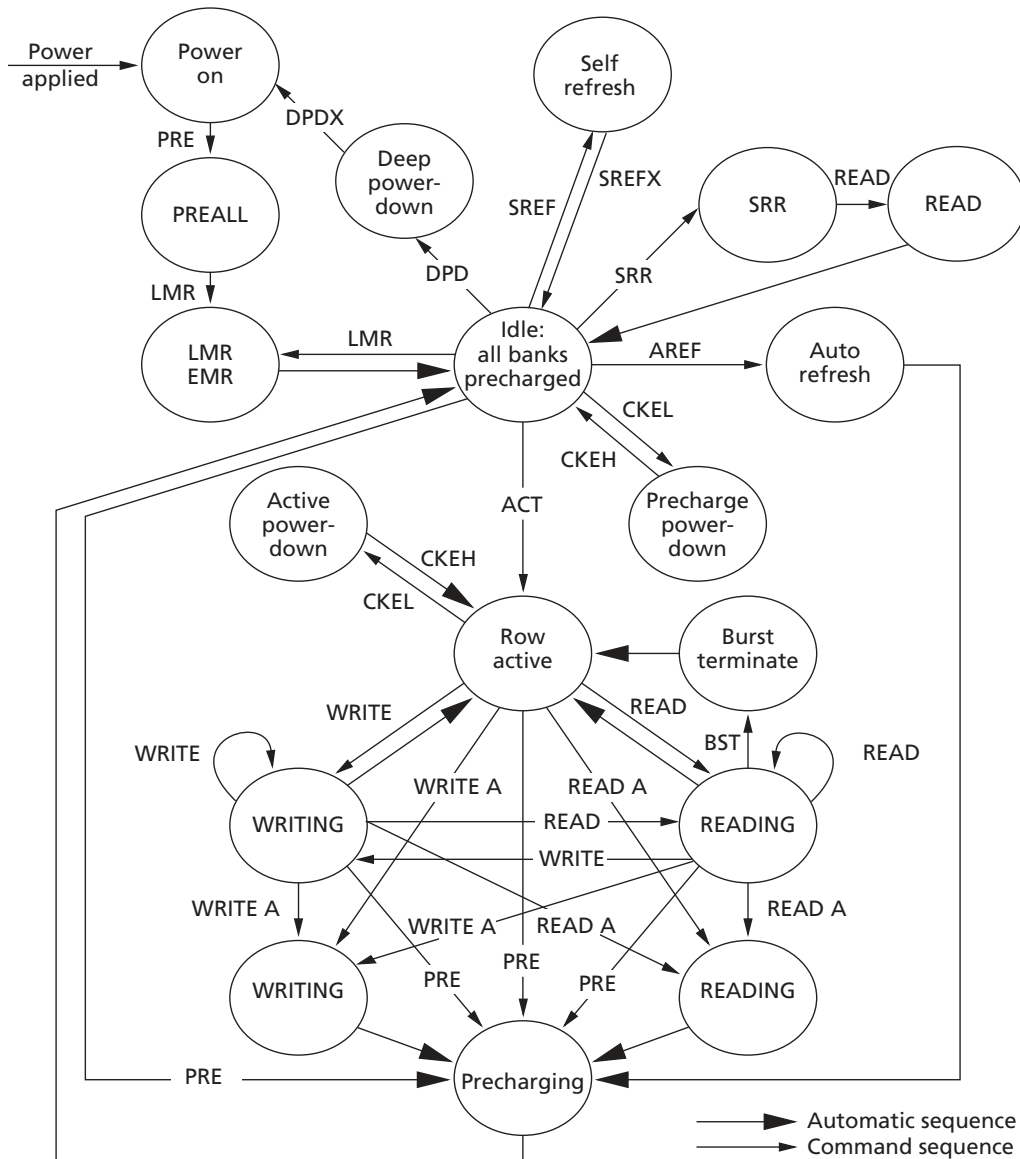 Power
applied
Power
on
Self
refresh
DPDX
PRE
Deep
power-
down
SREFX
READ
SRR
READ
PREALL
SREF
DPD
SRR
LMR
LMR
EMR
LMR
Idle:
all banks
precharged
AREF
Auto
refresh
CKEL
CKEH
Active
power-
down
ACT
Precharge
power-
down
CKEH
CKEL
Row
active
Burst
terminate
WRITE
READ
WRITE
BST
READ
WRITE A
READ A
WRITING
READ
READING
WRITE
WRITE A
WRITE A
READ A
READ A
WRITING
PRE
PRE
PRE
READING
PRE
Precharging
Automatic sequence
Command sequence